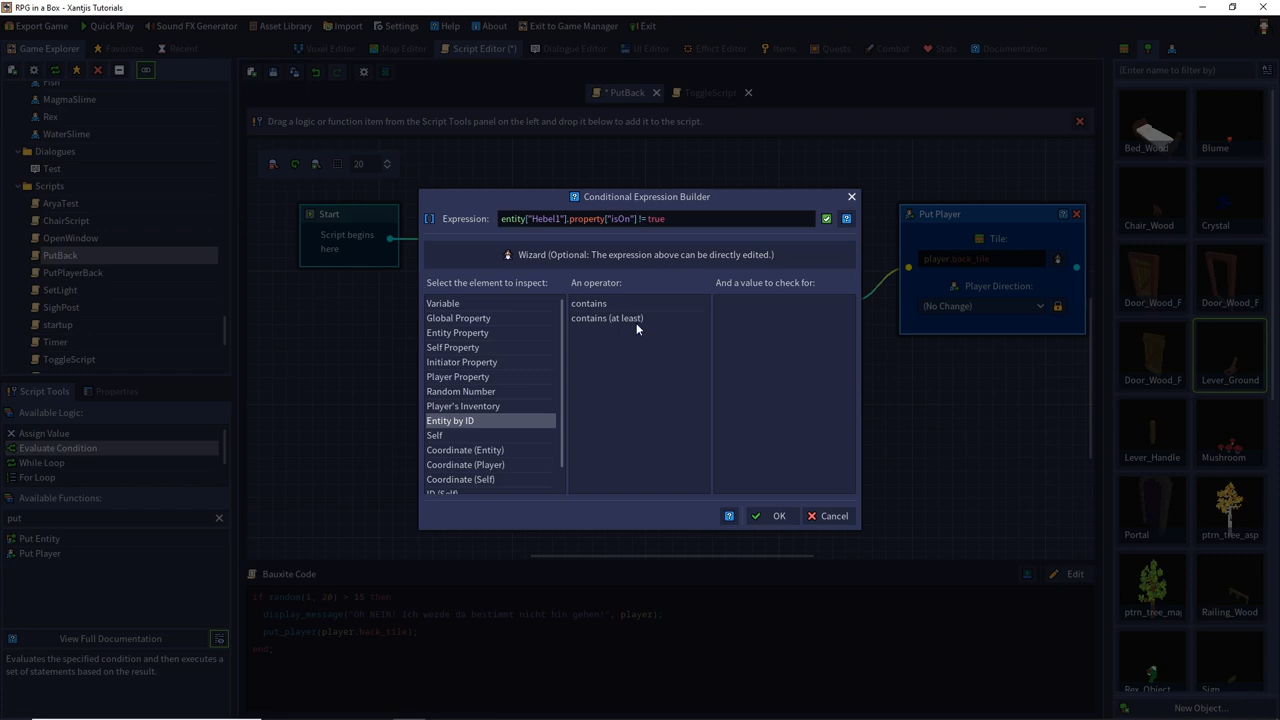 RPG in a Box — Xantjis Tutorials
Export Game
Quick Play
Sound FX Generator
Asset Library
Import
Settings
Help
About
Exit to Game Manager
Exit
Game Explorer
Favorites
Recent
Voxel Editor
Map Editor
Script Editor (*)
Dialogue Editor
UI Editor
Effect Editor
Items
Quests
Combat
Stats
Documentation
(Enter name to filter by)
* PutBack
ToggleScript
Drag a logic or function item from the Script Tools panel on the left and drop it below to add it to the script.
20
Fish
MagmaSlime
Rex
WaterSlime
Dialogues
Test
Scripts
AryaTest
ChairScript
OpenWindow
PutBack
PutPlayerBack
SetLight
SighPost
startup
Timer
ToggleScript
Script Tools
Properties
Available Logic:
Assign Value
Evaluate Condition
While Loop
For Loop
Available Functions:
put
Put Entity
Put Player
View Full Documentation
Evaluates the specified condition and then executes a
set of statements based on the result.
Start
Script begins
here
Conditional Expression Builder
Expression:
entity["Hebel1"].property["isOn"] != true
Wizard (Optional: The expression above can be directly edited.)
Select the element to inspect:
An operator:
And a value to check for:
Variable
Global Property
Entity Property
Self Property
Initiator Property
Player Property
Random Number
Player's Inventory
Entity by ID
Self
Coordinate (Entity)
Coordinate (Player)
Coordinate (Self)
ID (Self)
contains
contains (at least)
OK
Cancel
Put Player
Tile:
player.back_tile
Player Direction:
(No Change)
Bauxite Code
Edit
if random(1, 20) > 15 then
display_message("Oh NEIN! Ich werde da bestimmt nicht hin gehen!", player);
put_player(player.back_tile);
end;
Bed_Wood
Blume
Chair_Wood
Crystal
Door_Wood_F
Door_Wood_F
Door_Wood_F
Lever_Ground
Lever_Handle
Mushroom
Portal
ptrn_tree_asp
ptrn_tree_ma
Railing_Wood
Rex_Object
Sign
New Object...